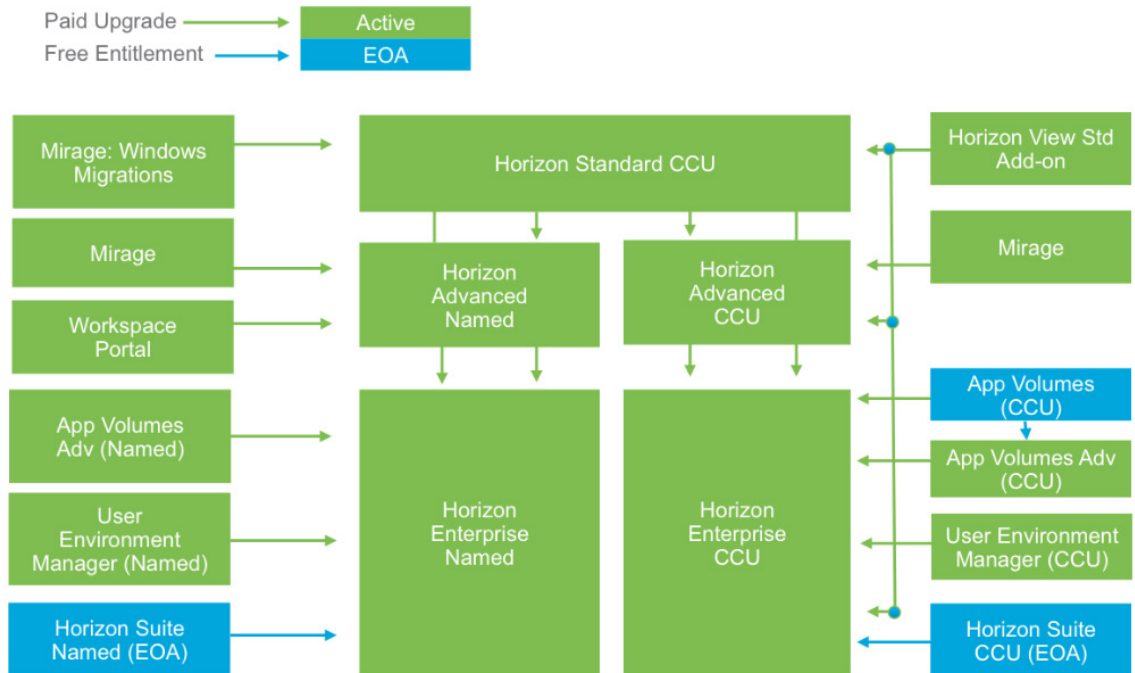 Paid Upgrade
Active
Free Entitlement
EOA
Mirage: Windows
Migrations
Horizon Standard CCU
Horizon View Std
Add-on
Mirage
Horizon
Advanced
Named
Horizon
Advanced
CCU
Mirage
Workspace
Portal
App Volumes
Adv (Named)
Horizon
Enterprise
Named
Horizon
Enterprise
CCU
App Volumes
(CCU)
App Volumes Adv
(CCU)
User
Environment
Manager (Named)
User Environment
Manager (CCU)
Horizon Suite
Named (EOA)
Horizon Suite
CCU (EOA)